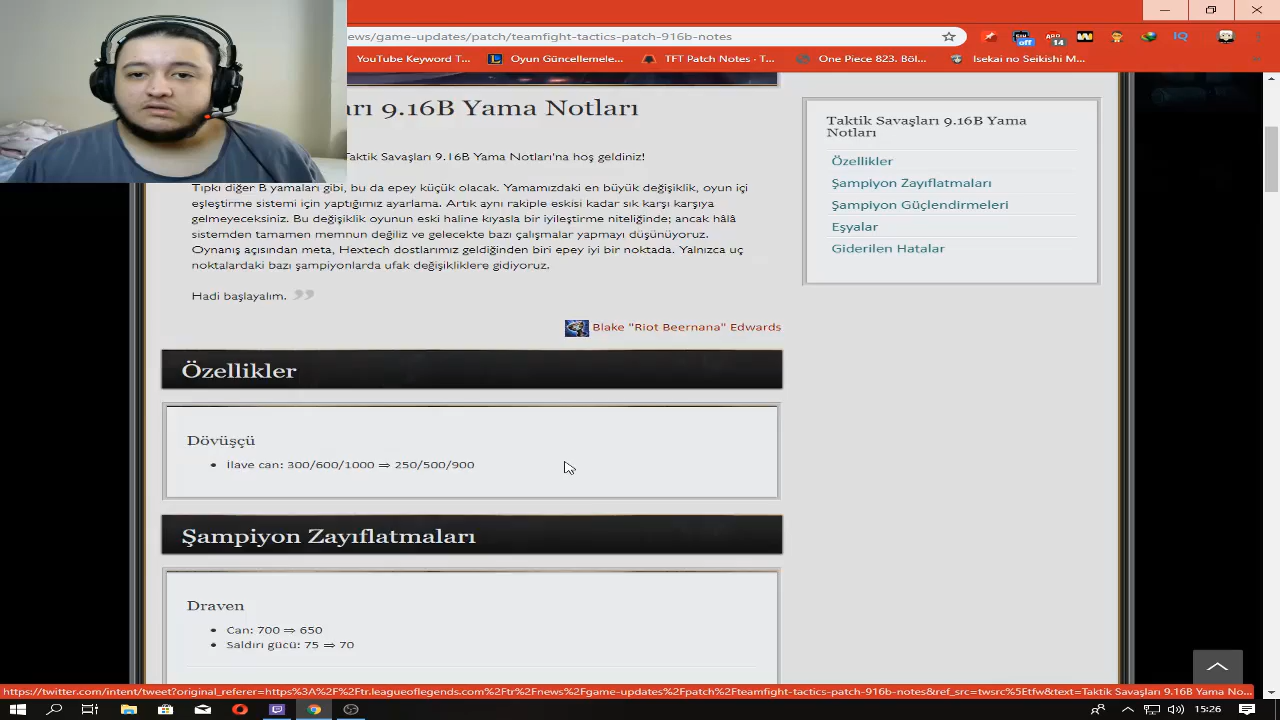 ews/game-updates/patch/teamfight-tactics-patch-916b-notes
off
14
IQ
YouTube Keyword T...
Oyun Güncellemele...
TFT Patch Notes - T...
One Piece 823. Böl...
Isekai no Seikishi M...
arı 9.16B Yama Notları
Taktik Savaşları 9.16B Yama Notları'na hoş geldiniz!
Tıpkı diğer B yamaları gibi, bu da epey küçük olacak. Yamamızdaki en büyük değişiklik, oyun içi
eşleştirme sistemi için yaptığımız ayarlama. Artık aynı rakiple eskisi kadar sık karşı karşıya
gelmeyeceksiniz. Bu değişiklik oyunun eski haline kıyasla bir iyileştirme niteliğinde; ancak hâlâ
sistemden tamamen memnun değiliz ve gelecekte bazı çalışmalar yapmayı düşünüyoruz.
Oynanış açısından meta, Hextech dostlarımız geldiğinden biri epey iyi bir noktada. Yalnızca uç
noktalardaki bazı şampiyonlarda ufak değişikliklere gidiyoruz.
Hadi başlayalım.
Blake "Riot Beernana" Edwards
Özellikler
Dövüşçü
• İlave can: 300/600/1000 ⇒ 250/500/900
Şampiyon Zayıflatmaları
Draven
• Can: 700 ⇒ 650
• Saldırı gücü: 75 ⇒ 70
Taktik Savaşları 9.16B Yama
Notları
Özellikler
Şampiyon Zayıflatmaları
Şampiyon Güçlendirmeleri
Eşyalar
Giderilen Hatalar
https://twitter.com/intent/tweet?original_referer=https%3A%2F%2Ftr.leagueoflegends.com%2Ftr%2Fnews%2Fgame-updates%2Fpatch%2Fteamfight-tactics-patch-916b-notes&ref_src=twsrc%5Etfw&text=Taktik Savaşları 9.16B Yama No...
15:26